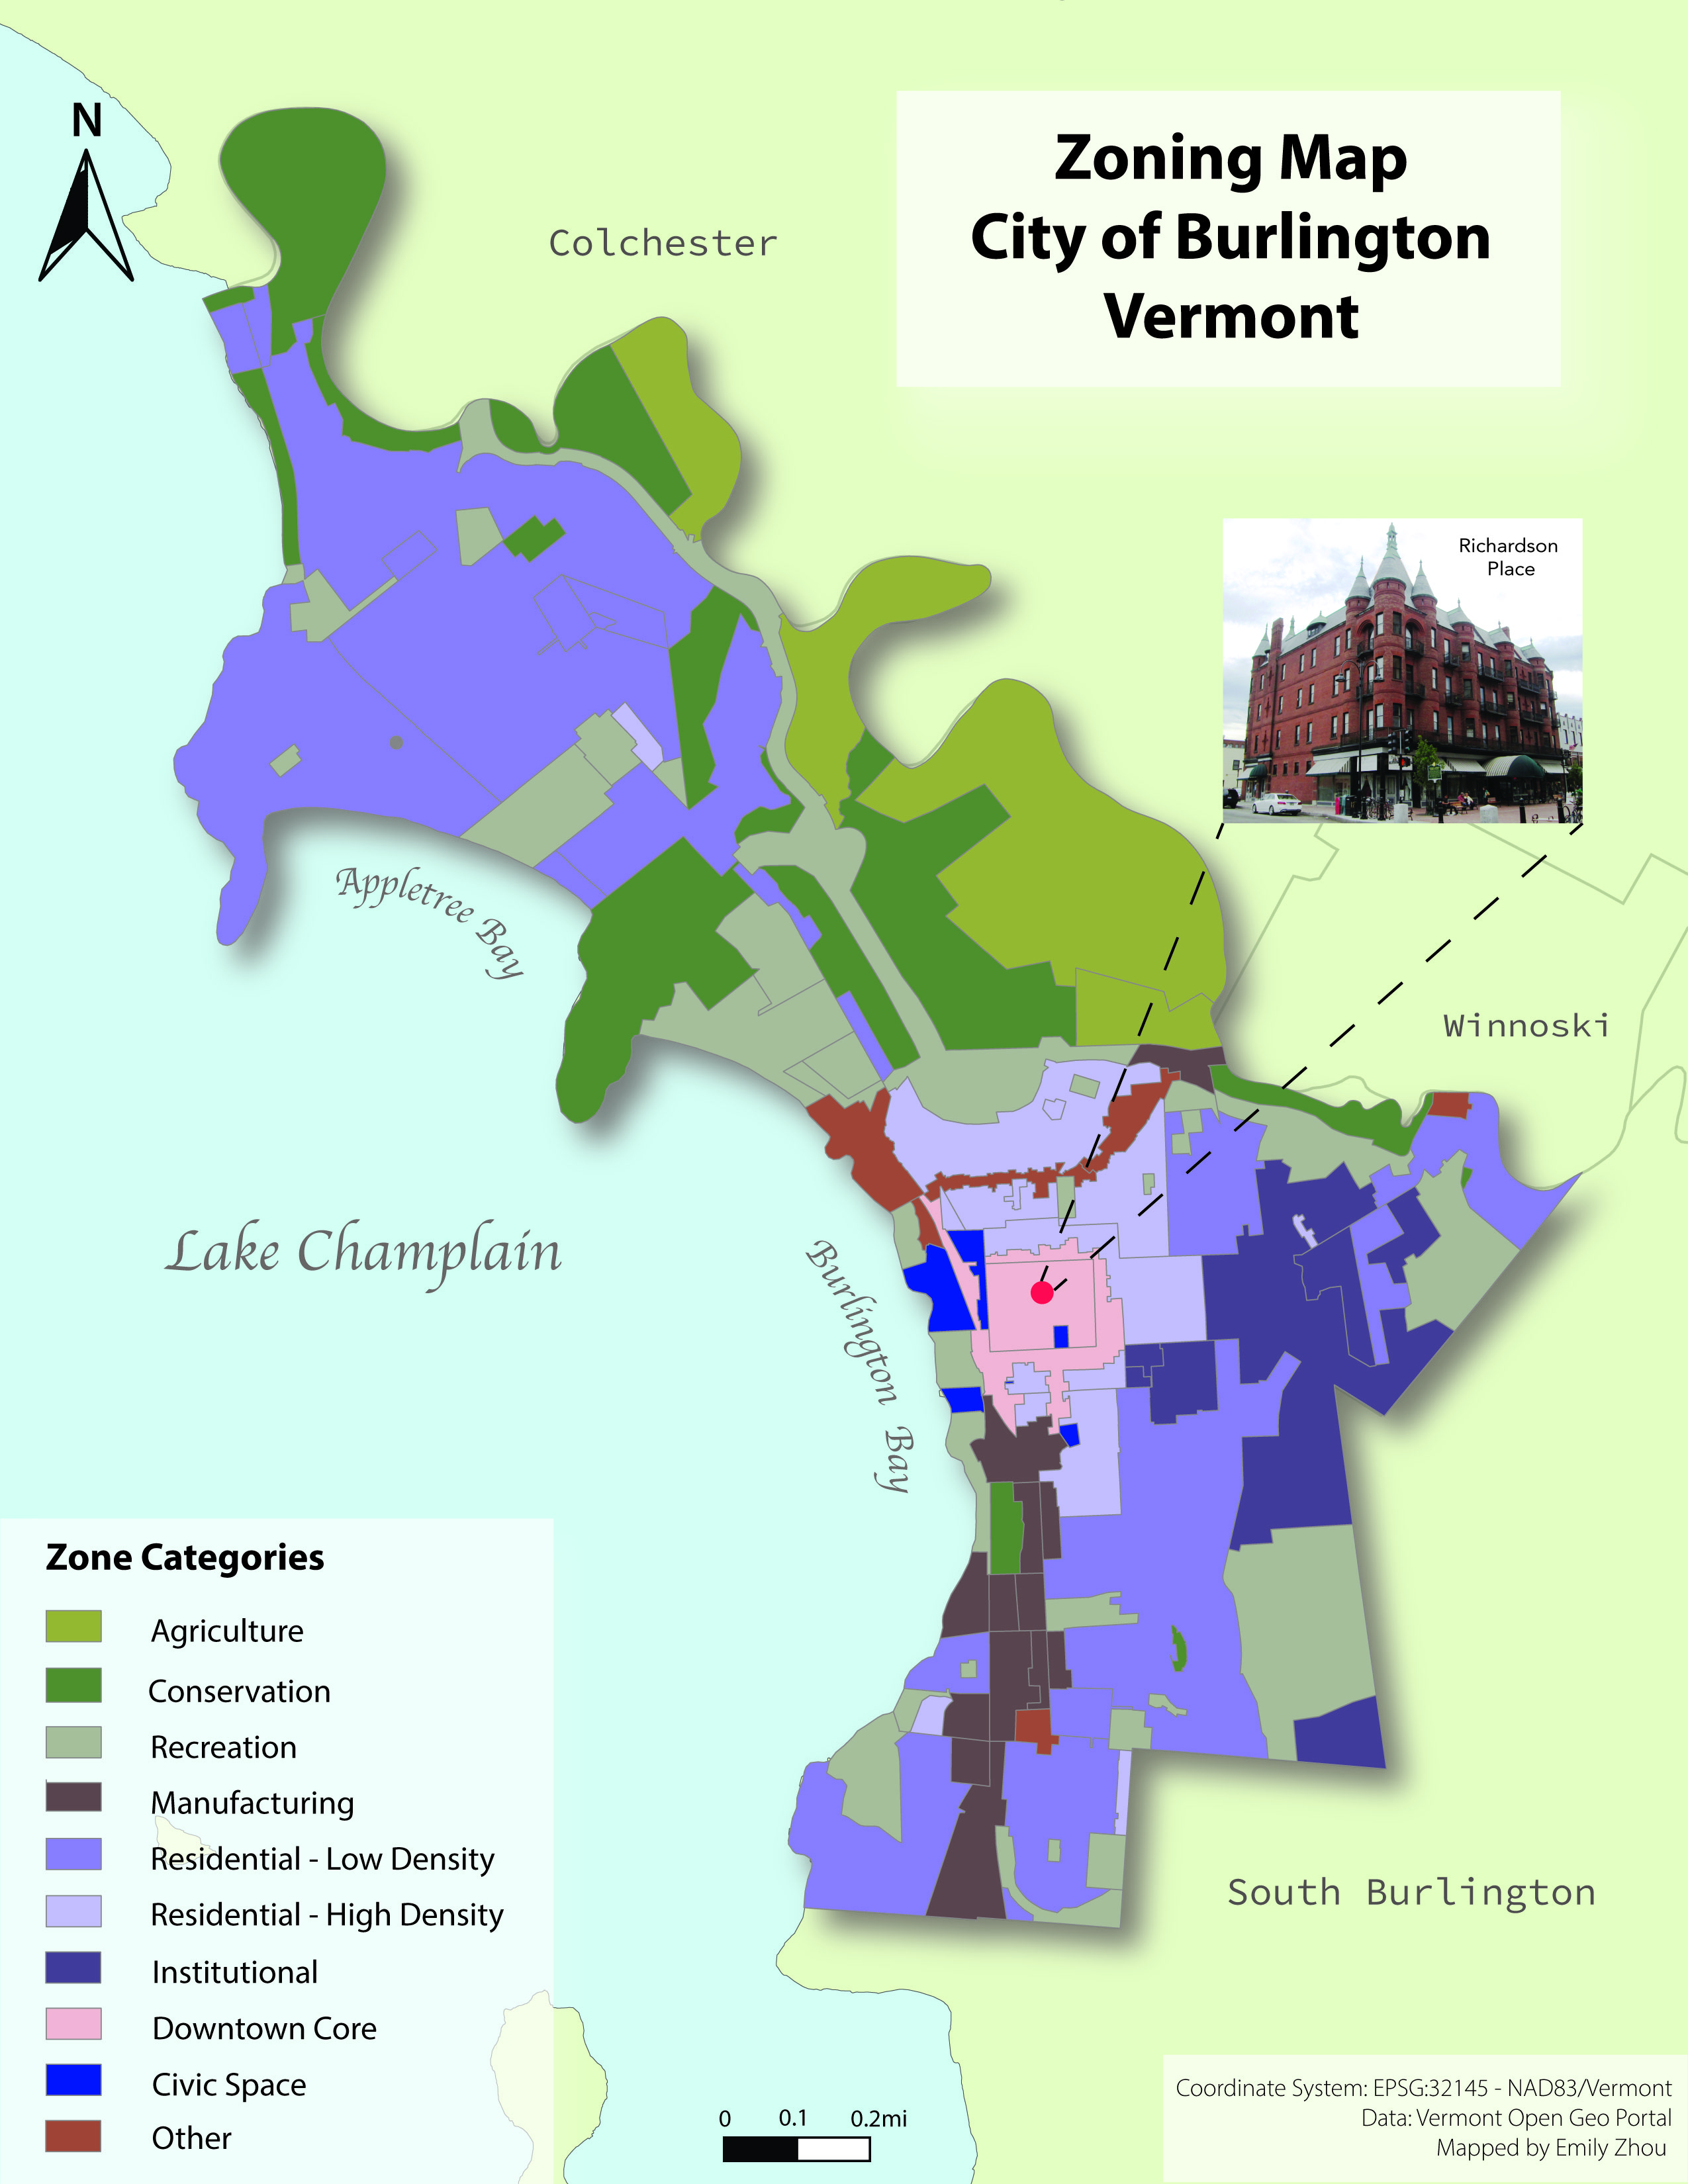 Zoning Map
City of Burlington
Vermont
N
Colchester
Richardson
Place
Appletree Bay
Winnoski
Lake Champlain
Burlington Bay
Zone Categories
Agriculture
Conservation
Recreation
Manufacturing
Residential - Low Density
Residential - High Density
Institutional
Downtown Core
Civic Space
Other
South Burlington
0 0.1 0.2mi
Coordinate System: EPSG:32145 - NAD83/Vermont
Data: Vermont Open Geo Portal
Mapped by Emily Zhou